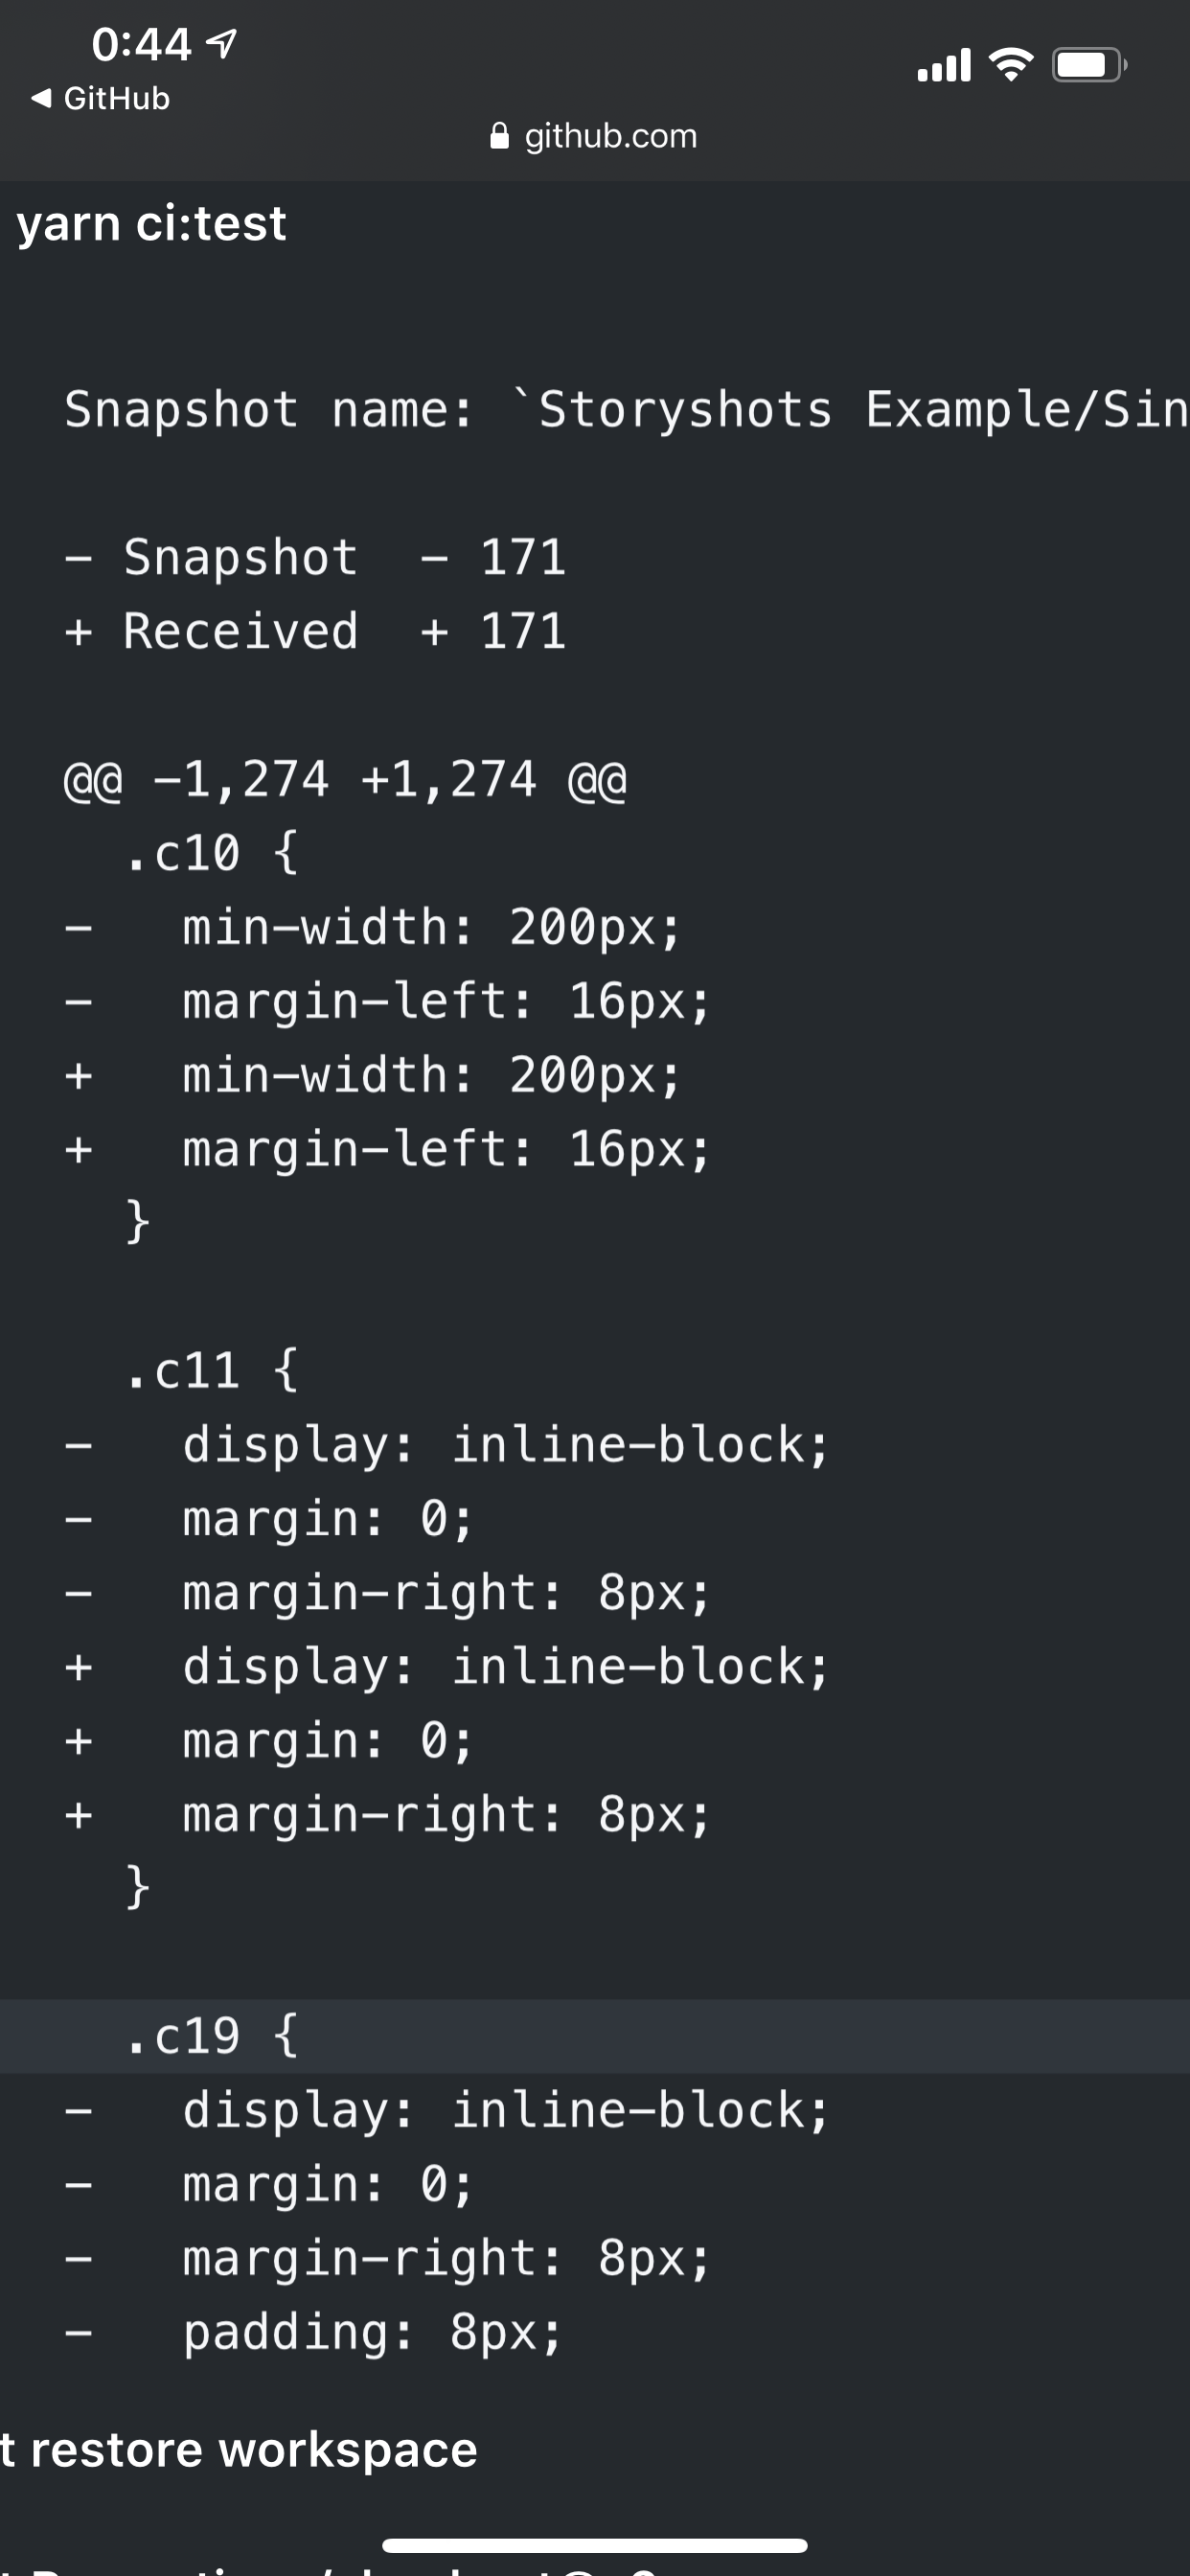 0:44
◀ GitHub
github.com
yarn ci:test
Snapshot name: `Storyshots Example/Sin
- Snapshot  - 171
+ Received  + 171
@@ -1,274 +1,274 @@
  .c10 {
-   min-width: 200px;
-   margin-left: 16px;
+   min-width: 200px;
+   margin-left: 16px;
  }
  .c11 {
-   display: inline-block;
-   margin: 0;
-   margin-right: 8px;
+   display: inline-block;
+   margin: 0;
+   margin-right: 8px;
  }
  .c19 {
-   display: inline-block;
-   margin: 0;
-   margin-right: 8px;
-   padding: 8px;
t restore workspace